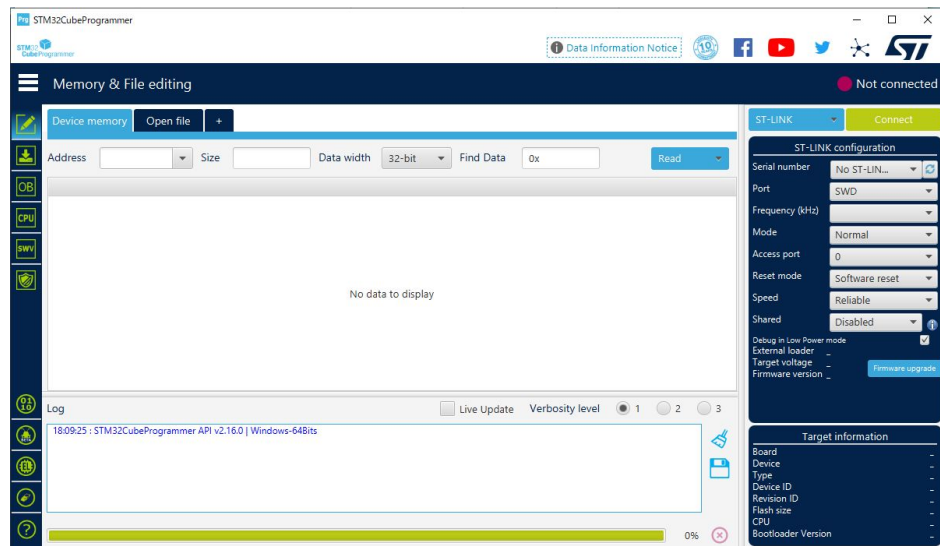 Prg STM32CubeProgrammer
STM32
CubeProgrammer
Data Information Notice
Memory & File editing
Not connected
Device memory Open file +
Address Size Data width 32-bit Find Data 0x Read
No data to display
ST-LINK Connect
ST-LINK configuration
Serial number No ST-LIN...
Port SWD
Frequency (kHz)
Mode Normal
Access port 0
Reset mode Software reset
Speed Reliable
Shared Disabled
Debug in Low Power mode
External loader _
Target voltage _
Firmware version _
Firmware upgrade
OB
CPU
SWV
Log Live Update Verbosity level 1 2 3
18:09:25 : STM32CubeProgrammer API v2.16.0 | Windows-64Bits
0%
Target information
Board _
Device _
Type _
Device ID _
Revision ID _
Flash size _
CPU _
Bootloader Version _